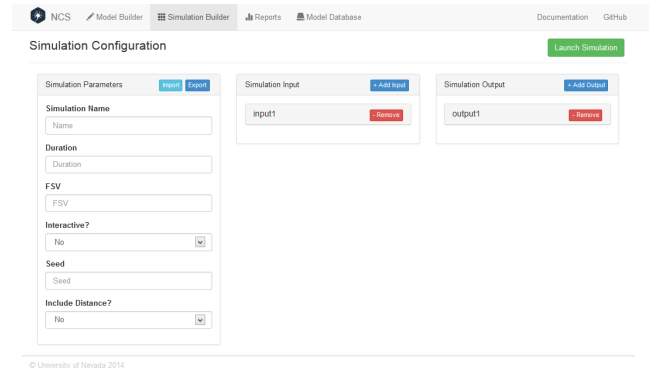 NCS Model Builder Simulation Builder Reports Model Database Documentation GitHub
Simulation Configuration Launch Simulation
Simulation Parameters Import Export
Simulation Name
Name
Duration
Duration
FSV
FSV
Interactive?
No
Seed
Seed
Include Distance?
No
Simulation Input + Add Input
input1 - Remove
Simulation Output + Add Output
output1 - Remove
© University of Nevada 2014